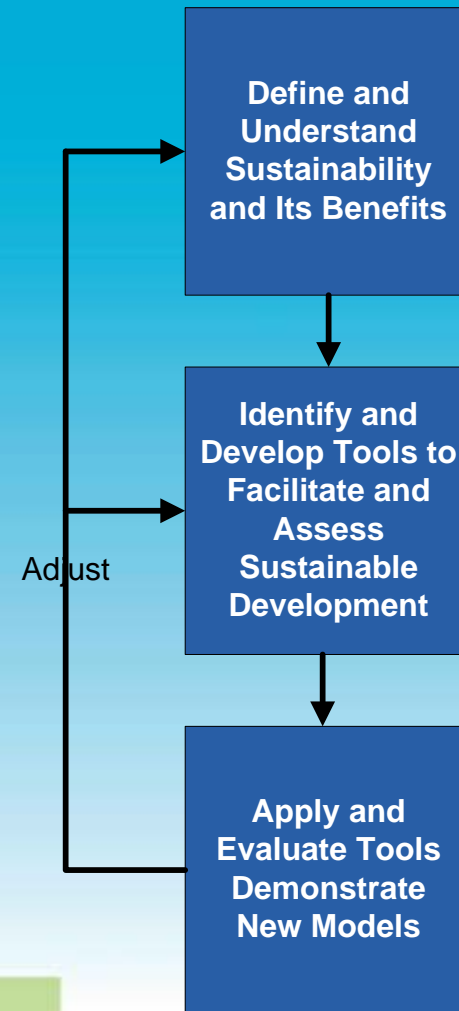 Define and
Understand
Sustainability
and Its Benefits
Identify and
Develop Tools to
Facilitate and
Assess
Sustainable
Development
Adjust
Apply and
Evaluate Tools
Demonstrate
New Models